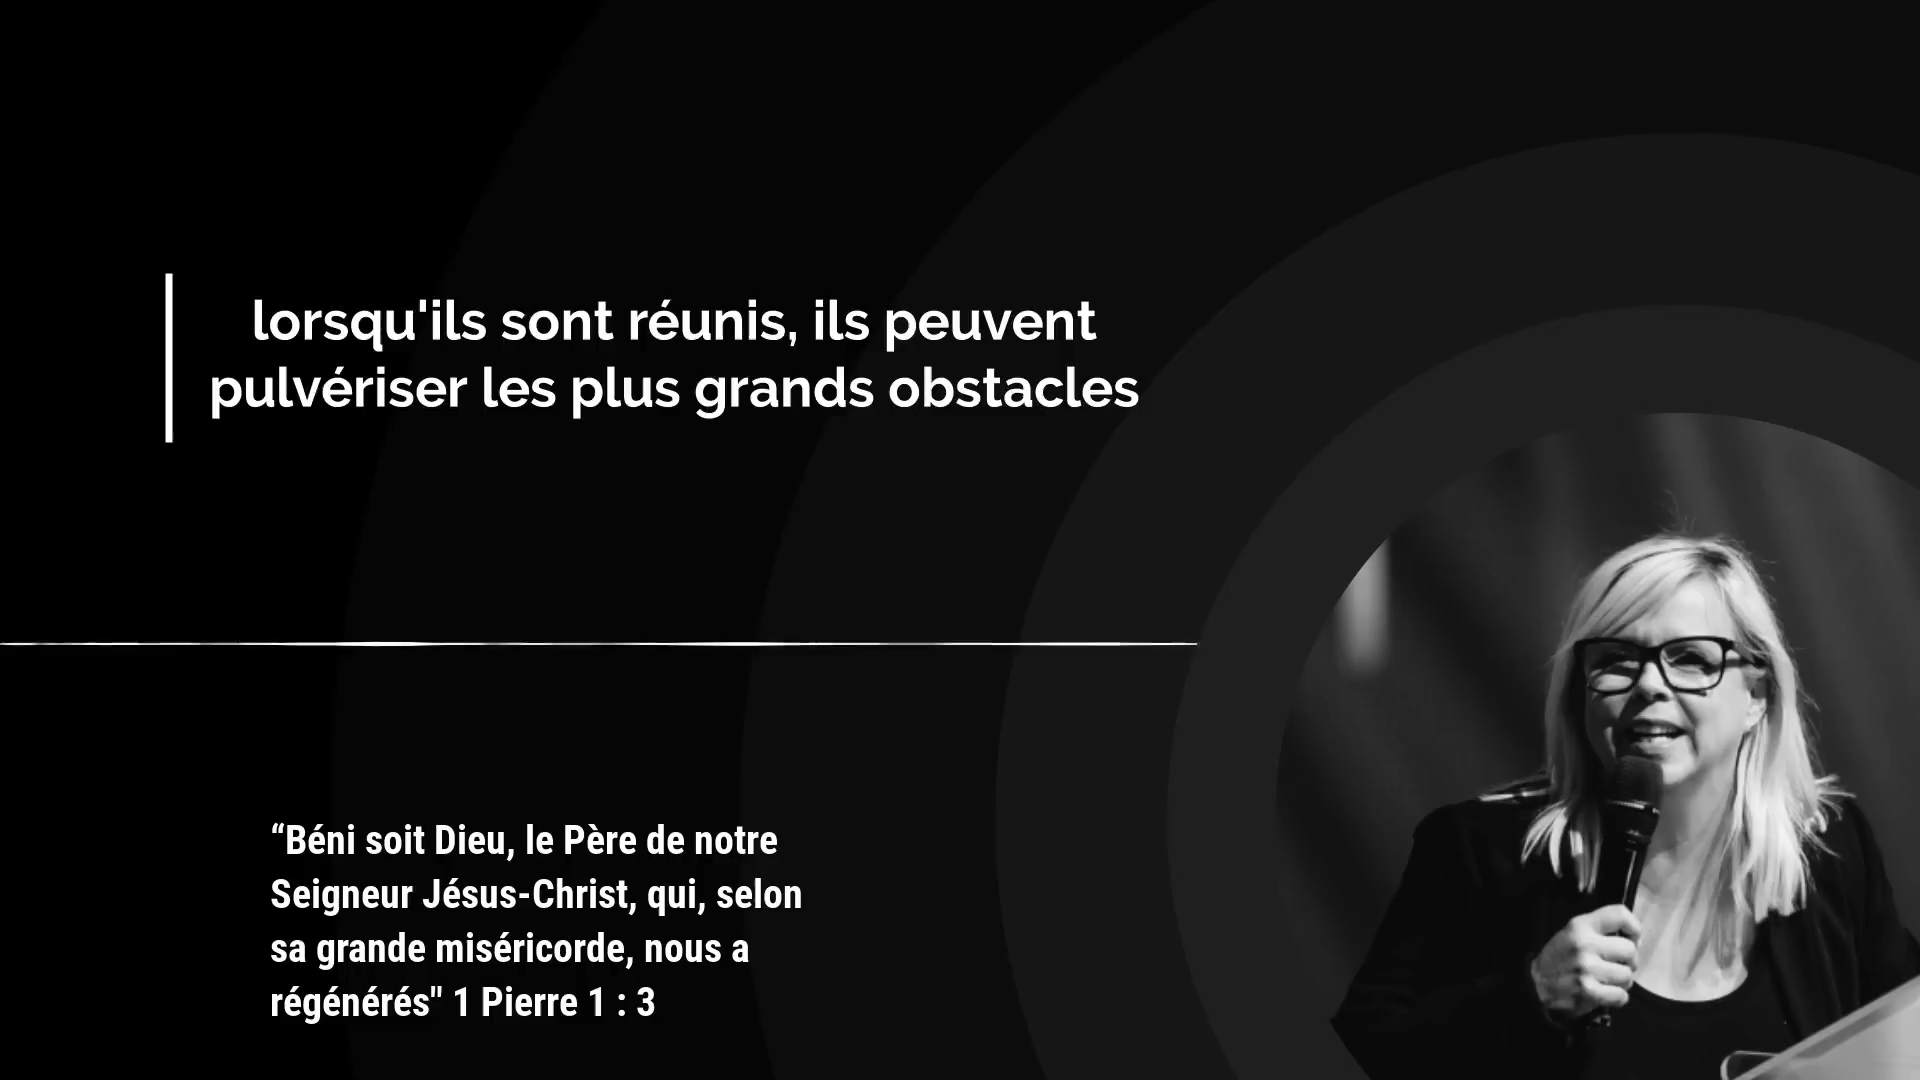 lorsqu'ils sont réunis, ils peuvent
pulvériser les plus grands obstacles
“Béni soit Dieu, le Père de notre
Seigneur Jésus-Christ, qui, selon
sa grande miséricorde, nous a
régénérés" 1 Pierre 1 : 3